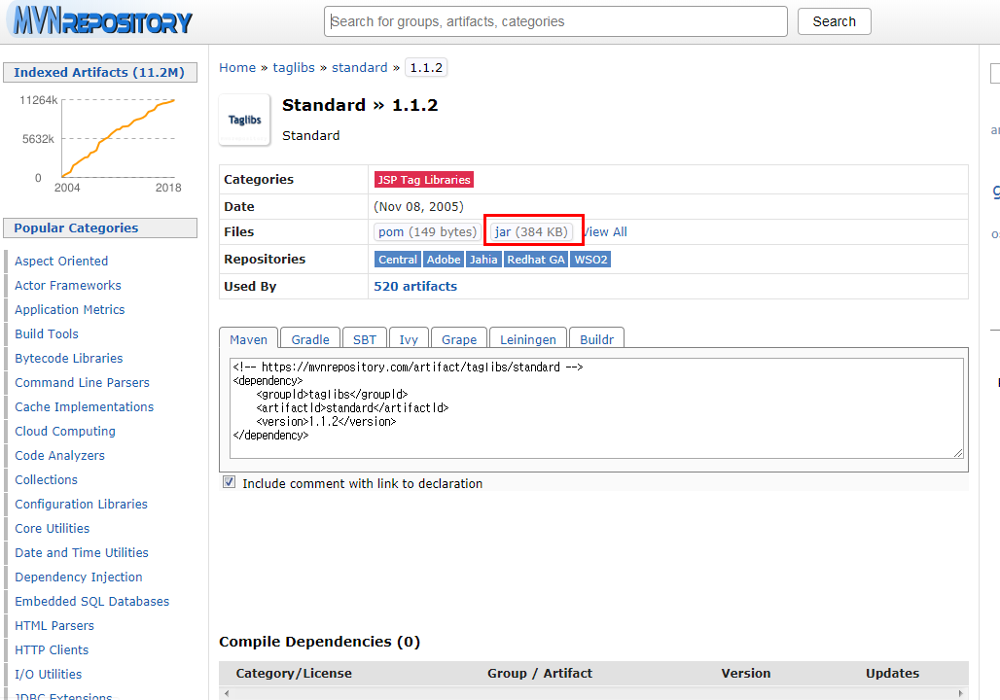 MVNREPOSITORY
Search for groups, artifacts, categories
Search
Indexed Artifacts (11.2M)
11264k
5632k
0
2004
2018
Popular Categories
Aspect Oriented
Actor Frameworks
Application Metrics
Build Tools
Bytecode Libraries
Command Line Parsers
Cache Implementations
Cloud Computing
Code Analyzers
Collections
Configuration Libraries
Core Utilities
Date and Time Utilities
Dependency Injection
Embedded SQL Databases
HTML Parsers
HTTP Clients
I/O Utilities
JDBC Extensions
Home » taglibs » standard » 1.1.2
Taglibs
Standard » 1.1.2
Standard
Categories JSP Tag Libraries
Date (Nov 08, 2005)
Files pom (149 bytes) jar (384 KB) View All
Repositories Central Adobe Jahia Redhat GA WSO2
Used By 520 artifacts
Maven Gradle SBT Ivy Grape Leiningen Buildr
<!-- https://mvnrepository.com/artifact/taglibs/standard -->
<dependency>
    <groupId>taglibs</groupId>
    <artifactId>standard</artifactId>
    <version>1.1.2</version>
</dependency>
Include comment with link to declaration
Compile Dependencies (0)
Category/License Group / Artifact Version Updates